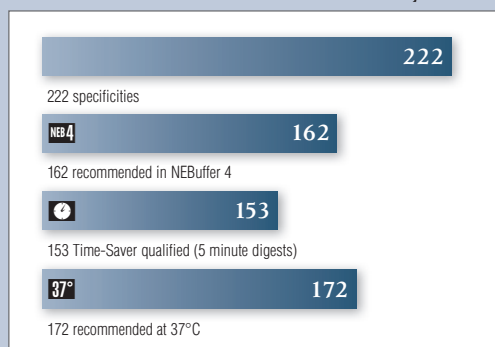 222
222 specificities
NEB4 162
162 recommended in NEBuffer 4
153
153 Time-Saver qualified (5 minute digests)
37° 172
172 recommended at 37°C